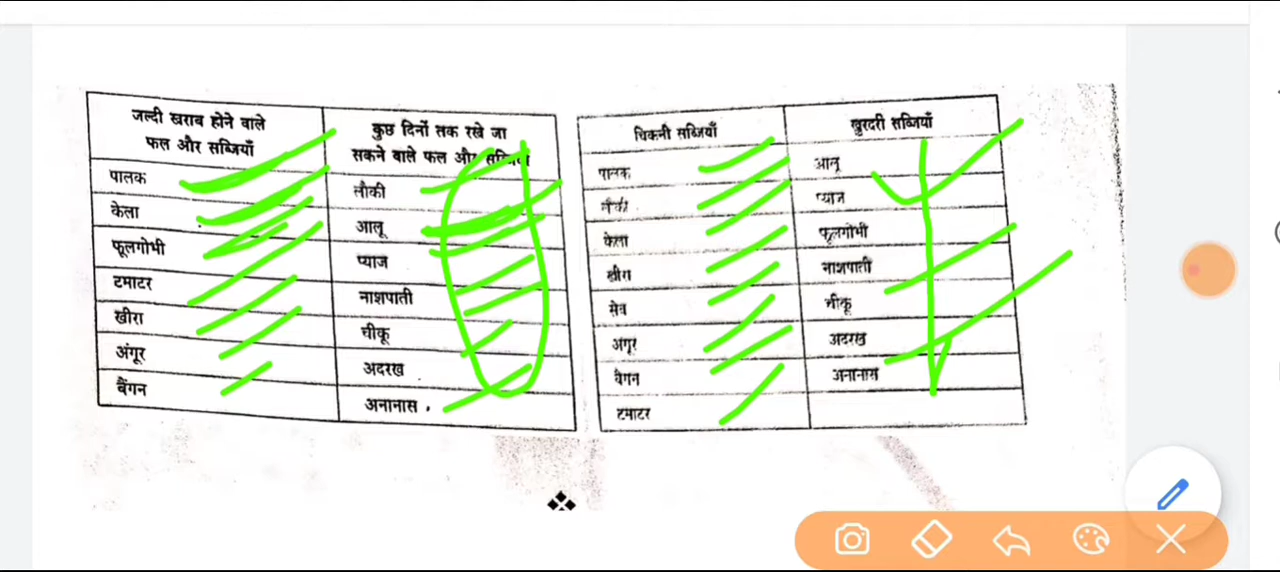 जल्दी खराब होने वाले
फल और सब्जियाँ
कुछ दिनों तक रखे जा
सकने वाले फल और सब्जियाँ
पालक
लौकी
केला
आलू
फूलगोभी
प्याज
टमाटर
नाशपाती
खीरा
चीकू
अंगूर
अदरख
बैंगन
अनानास .
चिकनी सब्जियाँ
खुरदरी सब्जियाँ
पालक
आलू
लौकी
प्याज
केला
फूलगोभी
खीरा
नाशपाती
सेव
चीकू
अंगूर
अदरख
बैगन
अनानास
टमाटर